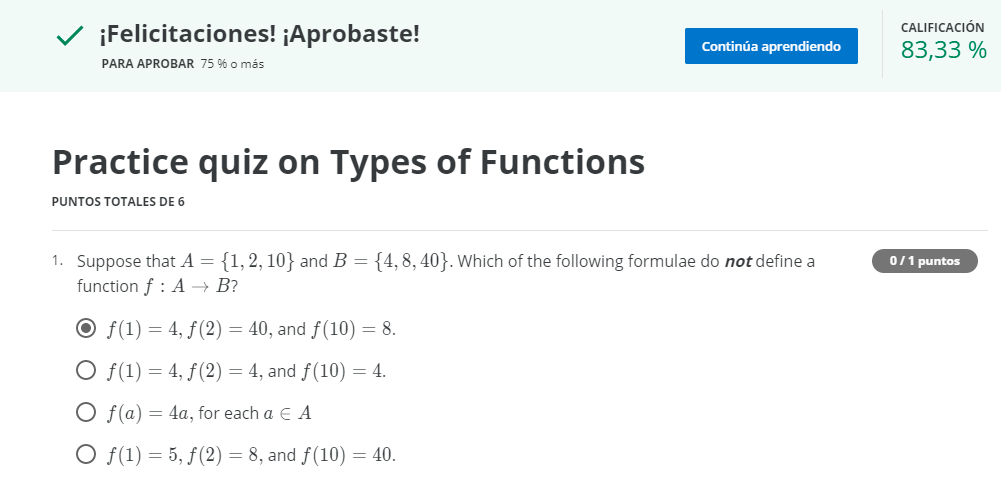 ¡Felicitaciones! ¡Aprobaste!
PARA APROBAR 75 % o más
Continúa aprendiendo
CALIFICACIÓN
83,33 %
Practice quiz on Types of Functions
PUNTOS TOTALES DE 6
1. Suppose that A = {1, 2, 10} and B = {4, 8, 40}. Which of the following formulae do not define a
function f : A → B?
0 / 1 puntos
f(1) = 4, f(2) = 40, and f(10) = 8.
f(1) = 4, f(2) = 4, and f(10) = 4.
f(a) = 4a, for each a ∈ A
f(1) = 5, f(2) = 8, and f(10) = 40.